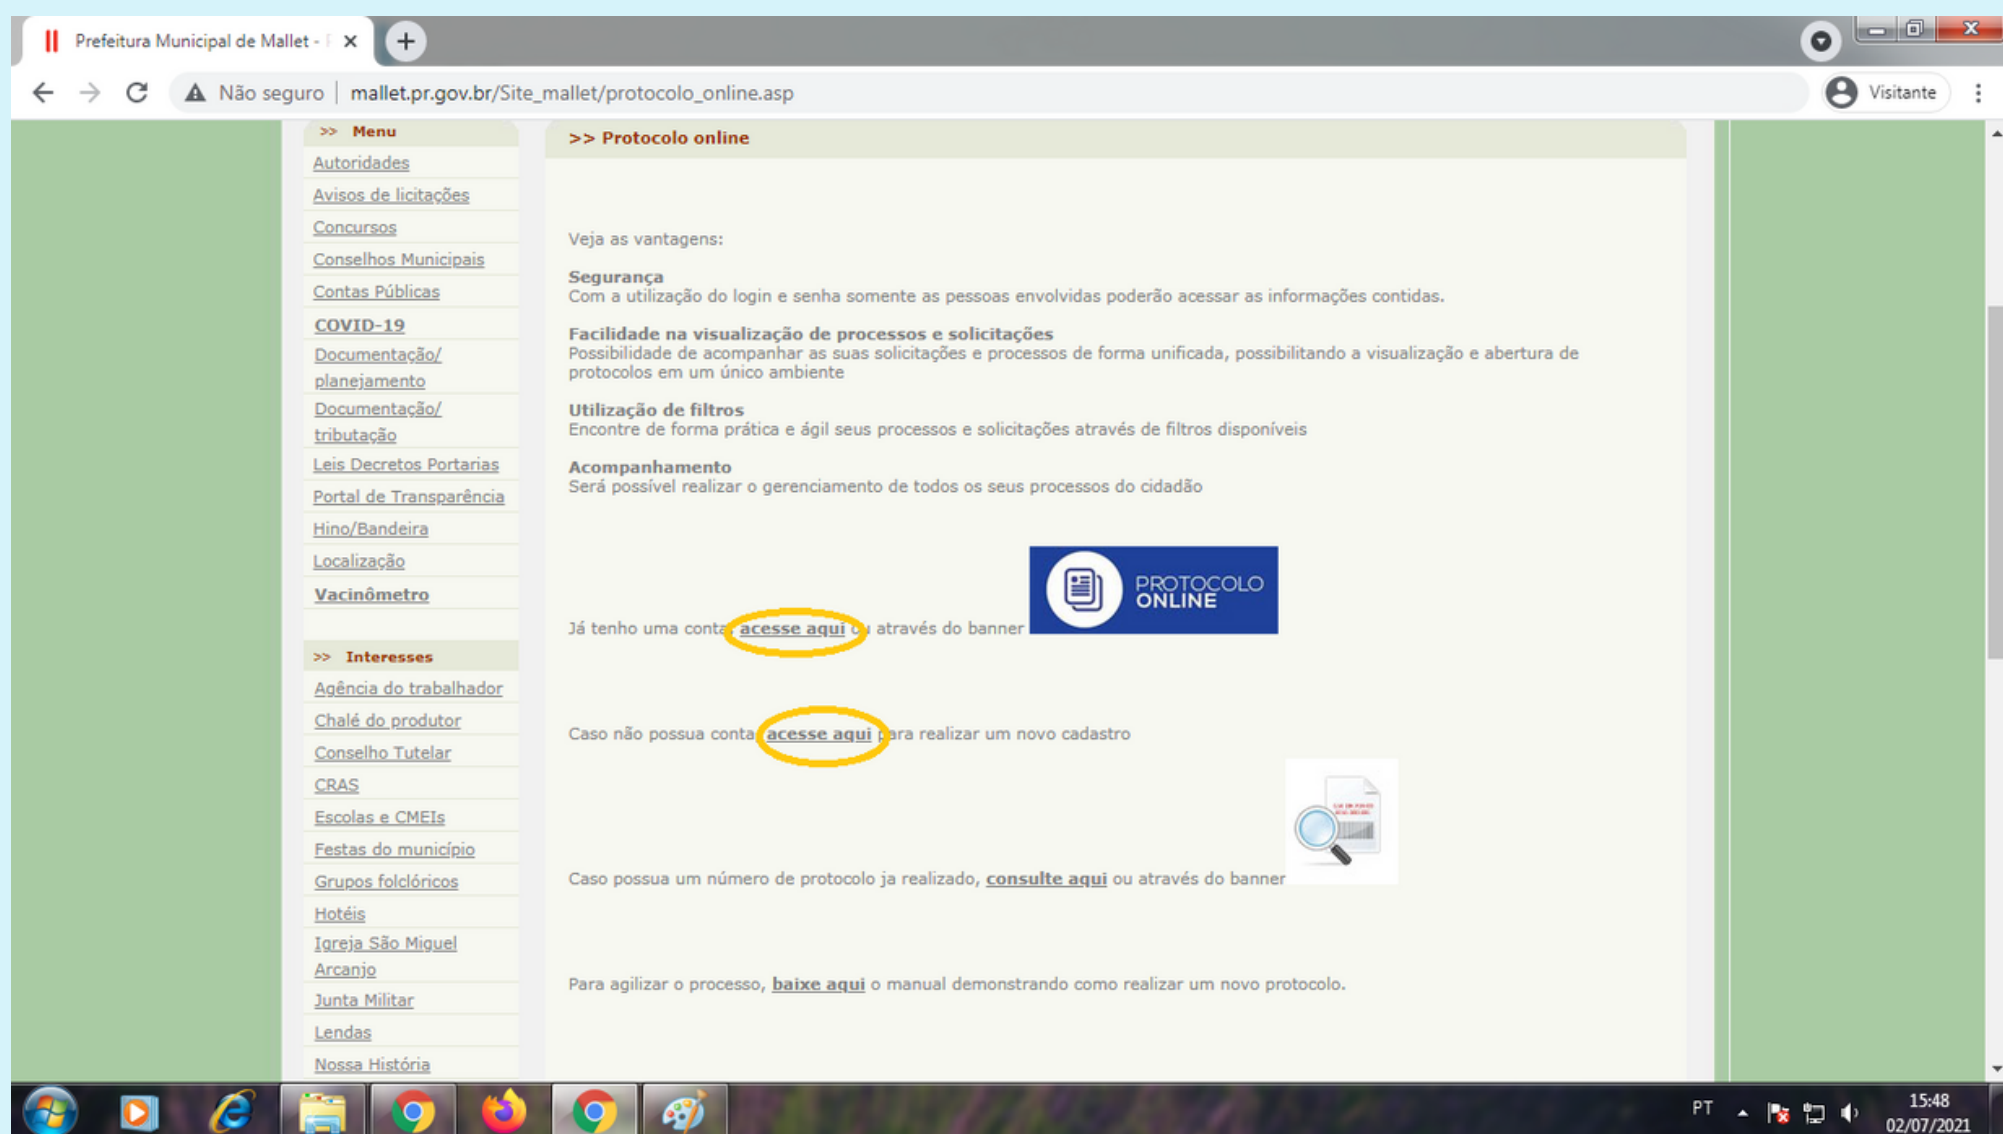 Prefeitura Municipal de Mallet -
Não seguro | mallet.pr.gov.br/Site_mallet/protocolo_online.asp
Visitante
>> Menu
Autoridades
Avisos de licitações
Concursos
Conselhos Municipais
Contas Públicas
COVID-19
Documentação/
planejamento
Documentação/
tributação
Leis Decretos Portarias
Portal de Transparência
Hino/Bandeira
Localização
Vacinômetro
>> Interesses
Agência do trabalhador
Chalé do produtor
Conselho Tutelar
CRAS
Escolas e CMEIs
Festas do município
Grupos folclóricos
Hotéis
Igreja São Miguel
Arcanjo
Junta Militar
Lendas
Nossa História
>> Protocolo online
Veja as vantagens:
Segurança
Com a utilização do login e senha somente as pessoas envolvidas poderão acessar as informações contidas.
Facilidade na visualização de processos e solicitações
Possibilidade de acompanhar as suas solicitações e processos de forma unificada, possibilitando a visualização e abertura de
protocolos em um único ambiente
Utilização de filtros
Encontre de forma prática e ágil seus processos e solicitações através de filtros disponíveis
Acompanhamento
Será possível realizar o gerenciamento de todos os seus processos do cidadão
PROTOCOLO
ONLINE
Já tenho uma conta, acesse aqui ou através do banner
Caso não possua conta, acesse aqui para realizar um novo cadastro
Caso possua um número de protocolo ja realizado, consulte aqui ou através do banner
Para agilizar o processo, baixe aqui o manual demonstrando como realizar um novo protocolo.
PT
15:48
02/07/2021